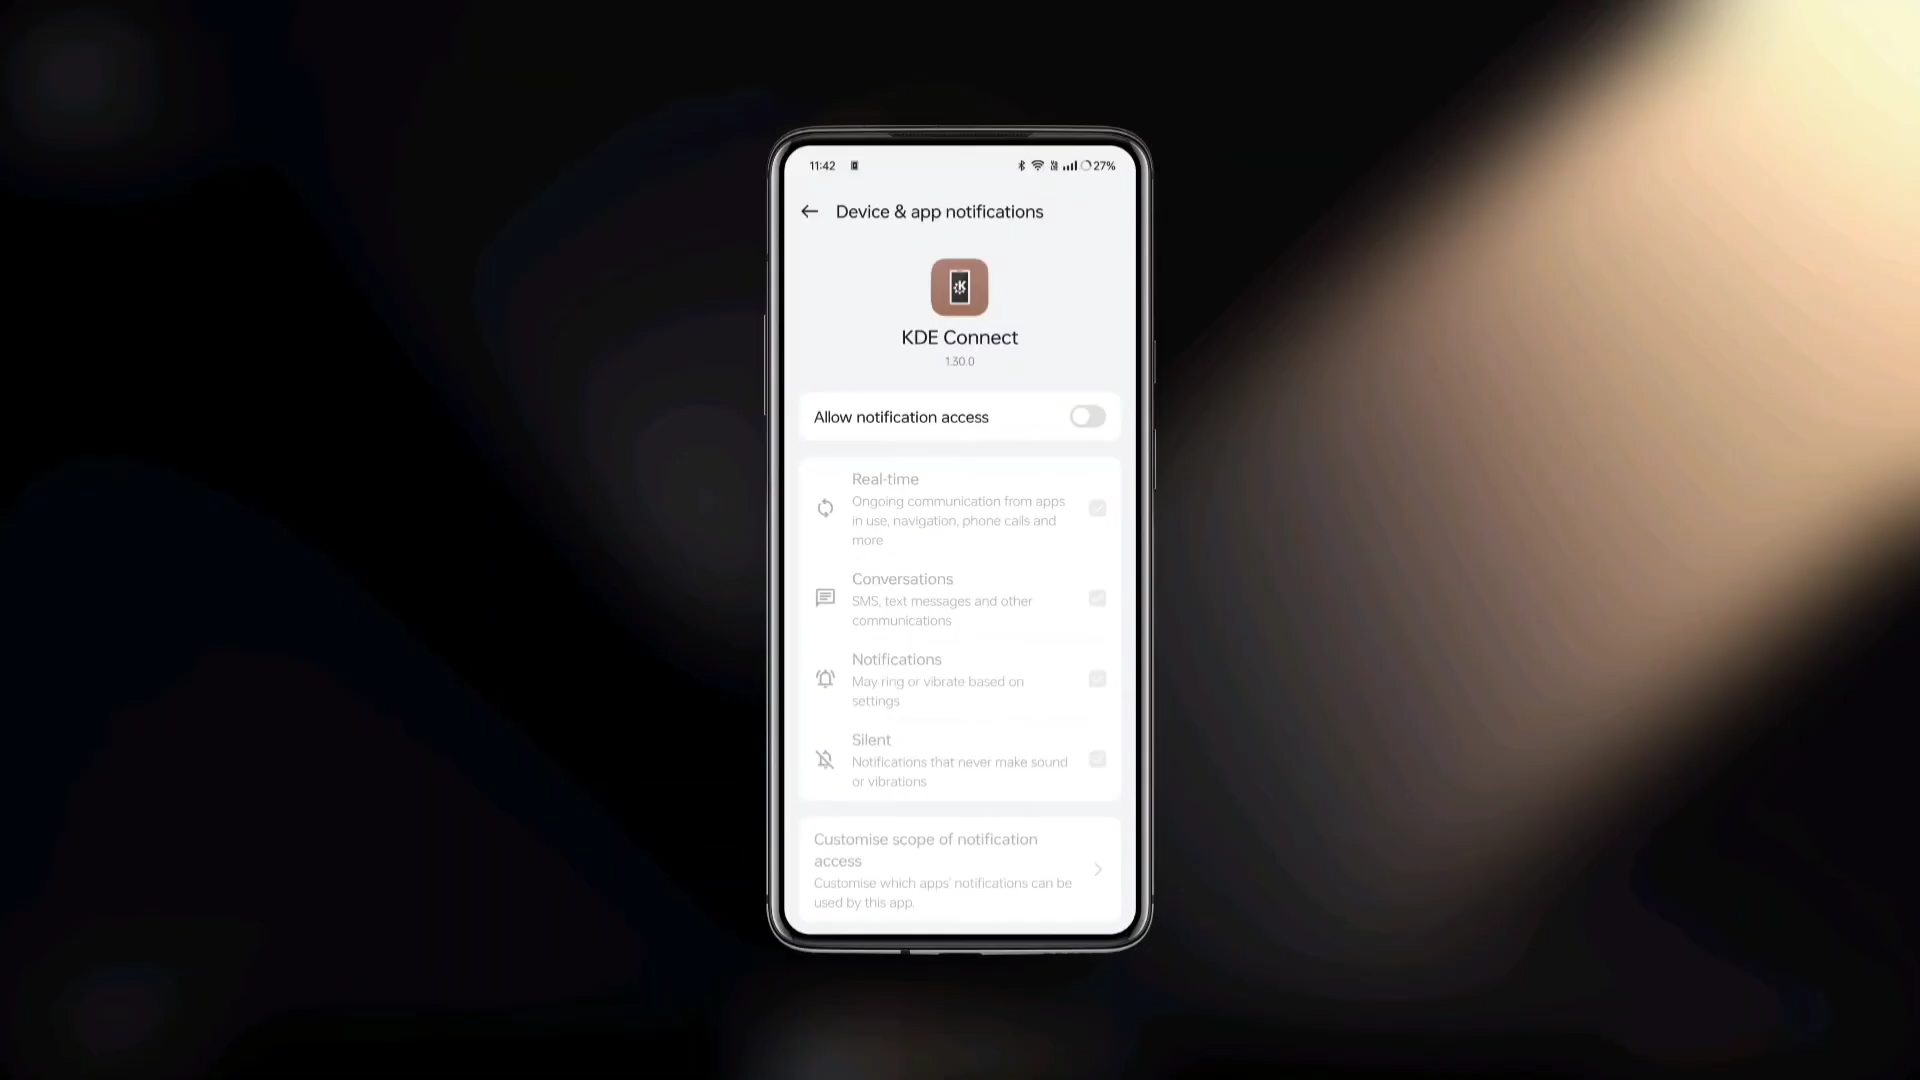 11:42
27%
Device & app notifications
KDE Connect
1.30.0
Allow notification access
Real-time
Ongoing communication from apps
in use, navigation, phone calls and
more
Conversations
SMS, text messages and other
communications
Notifications
May ring or vibrate based on
settings
Silent
Notifications that never make sound
or vibrations
Customise scope of notification
access
Customise which apps' notifications can be
used by this app.